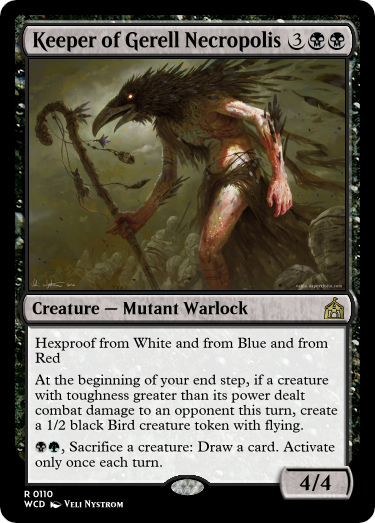 Keeper of Gerell Necropolis 3
Creature — Mutant Warlock
Hexproof from White and from Blue and from
Red
At the beginning of your end step, if a creature
with toughness greater than its power dealt
combat damage to an opponent this turn, create
a 1/2 black Bird creature token with flying.
, Sacrifice a creature: Draw a card. Activate
only once each turn.
4/4
R 0110
WCD VELI NYSTROM